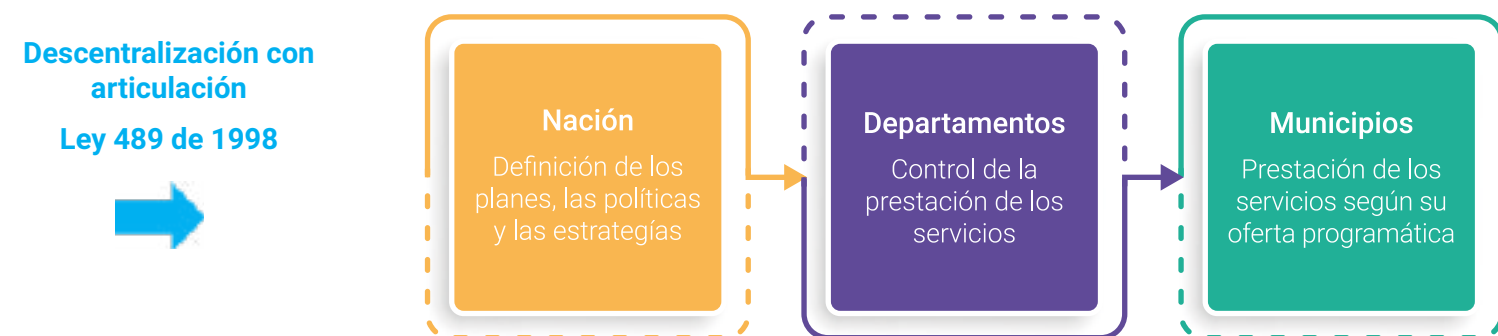 Descentralización con
articulación
Ley 489 de 1998
Nación
Definición de los
planes, las políticas
y las estrategías
Departamentos
Control de la
prestación de los
servicios
Municipios
Prestación de los
servicios según su
oferta programática